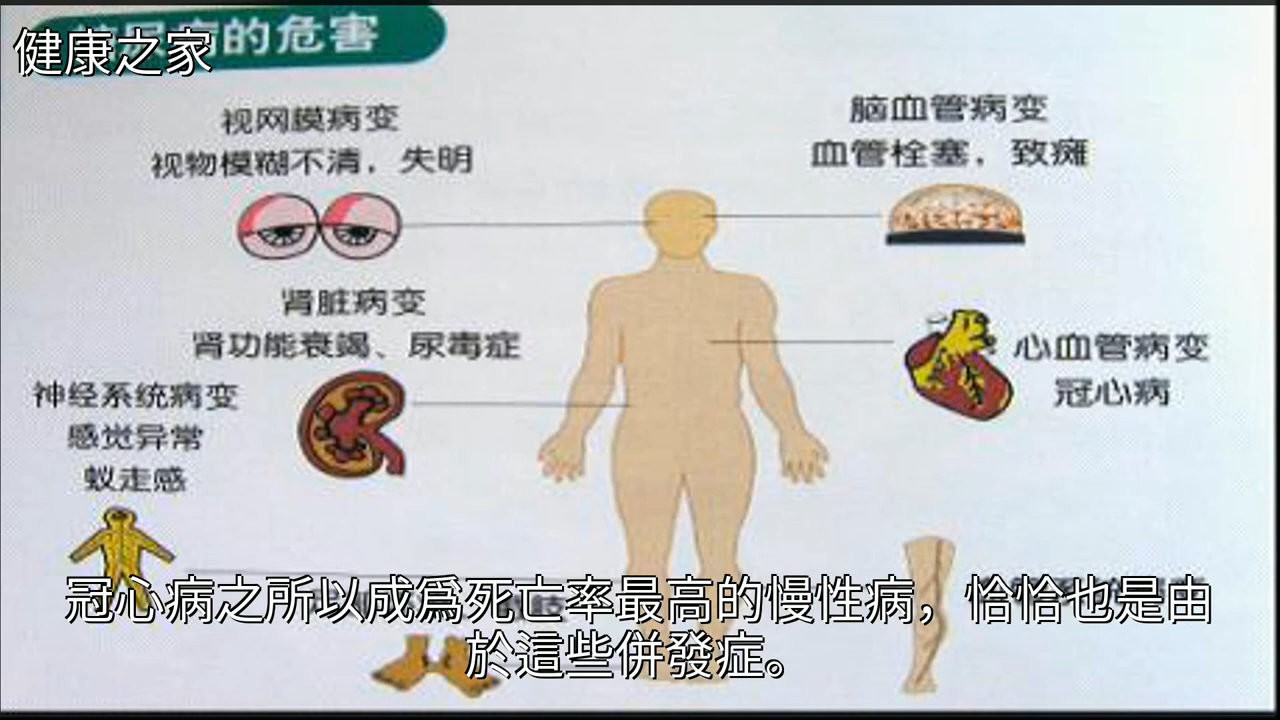 健康之家
的危害
视网膜病变
视物模糊不清，失明
脑血管病变
血管栓塞，致瘫
肾脏病变
肾功能衰竭、尿毒症
心血管病变
冠心病
神经系统病变
感觉异常
蚁走感
冠心病之所以成爲死亡率最高的慢性病，恰恰也是由
於這些併發症。